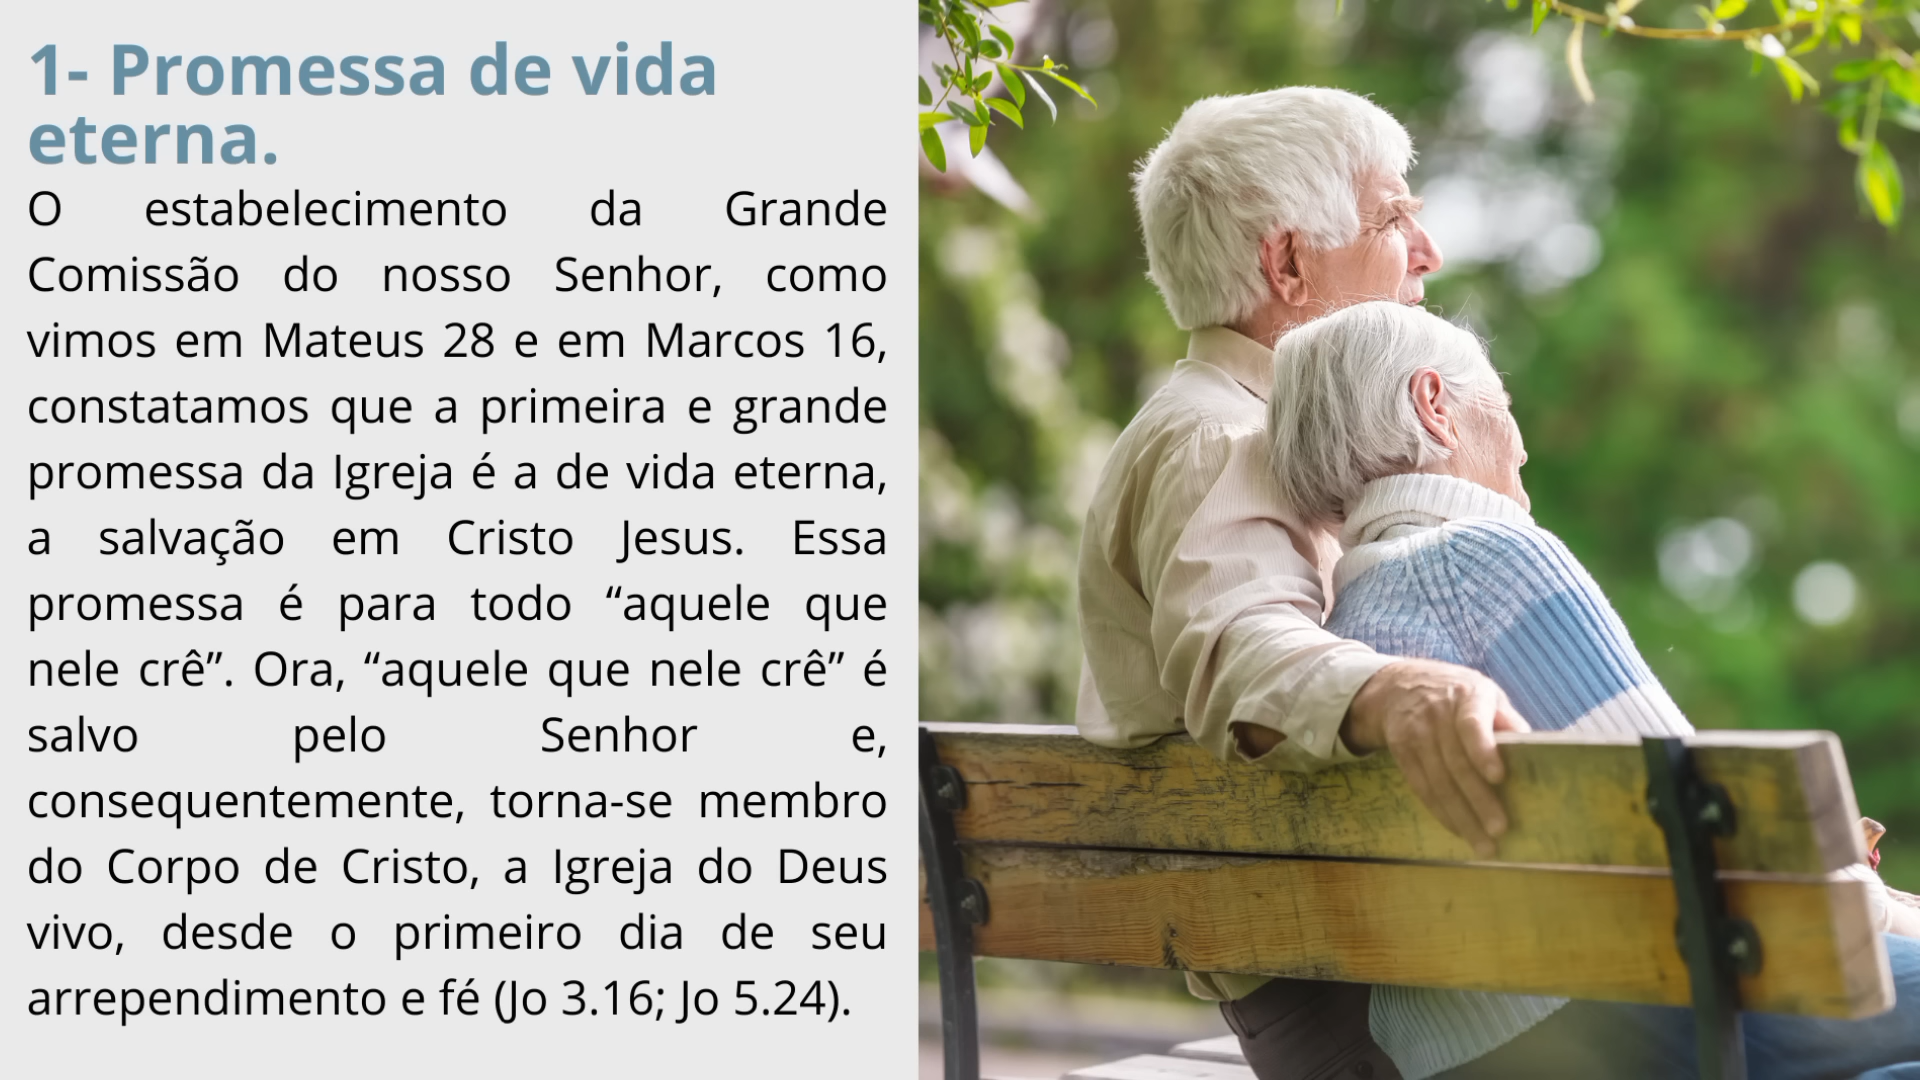 1- Promessa de vida
eterna.
O estabelecimento da Grande
Comissão do nosso Senhor, como
vimos em Mateus 28 e em Marcos 16,
constatamos que a primeira e grande
promessa da Igreja é a de vida eterna,
a salvação em Cristo Jesus. Essa
promessa é para todo “aquele que
nele crê”. Ora, “aquele que nele crê” é
salvo pelo Senhor e,
consequentemente, torna-se membro
do Corpo de Cristo, a Igreja do Deus
vivo, desde o primeiro dia de seu
arrependimento e fé (Jo 3.16; Jo 5.24).